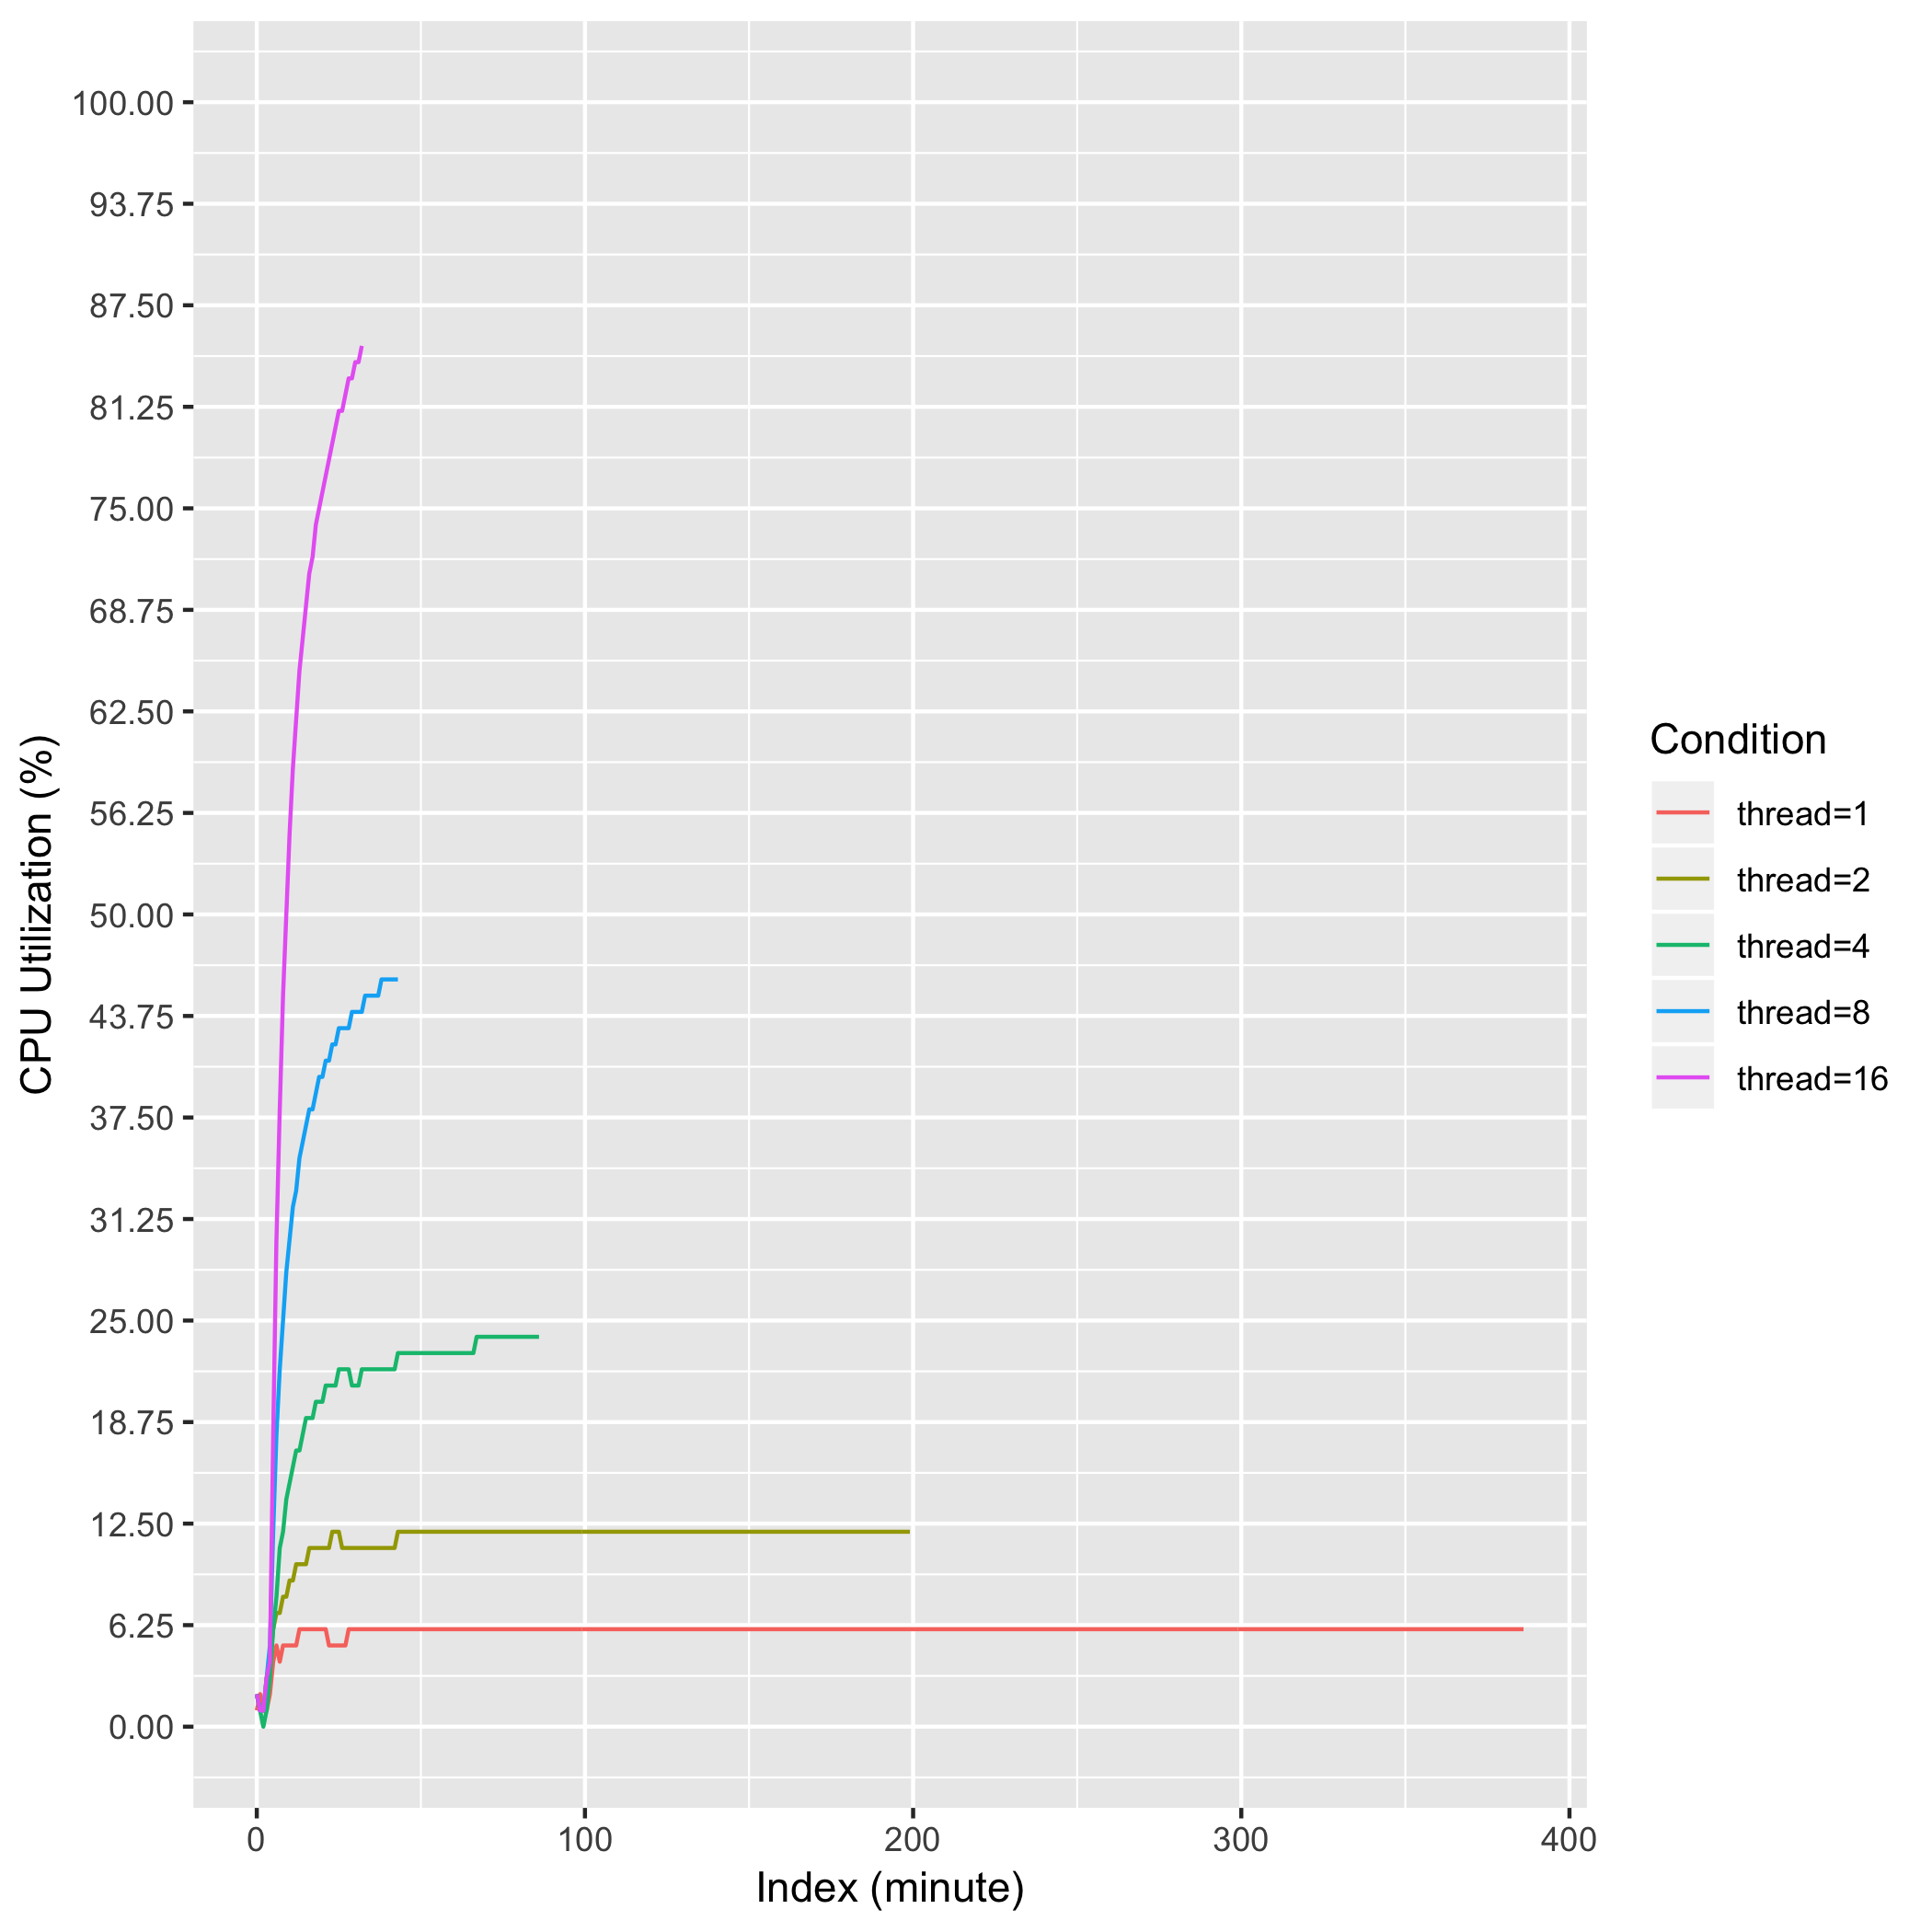 CPU Utilization (%)
100.00
93.75
87.50
81.25
75.00
68.75
62.50
56.25
50.00
43.75
37.50
31.25
25.00
18.75
12.50
6.25
0.00
0 100 200 300 400
Index (minute)
Condition
thread=1
thread=2
thread=4
thread=8
thread=16